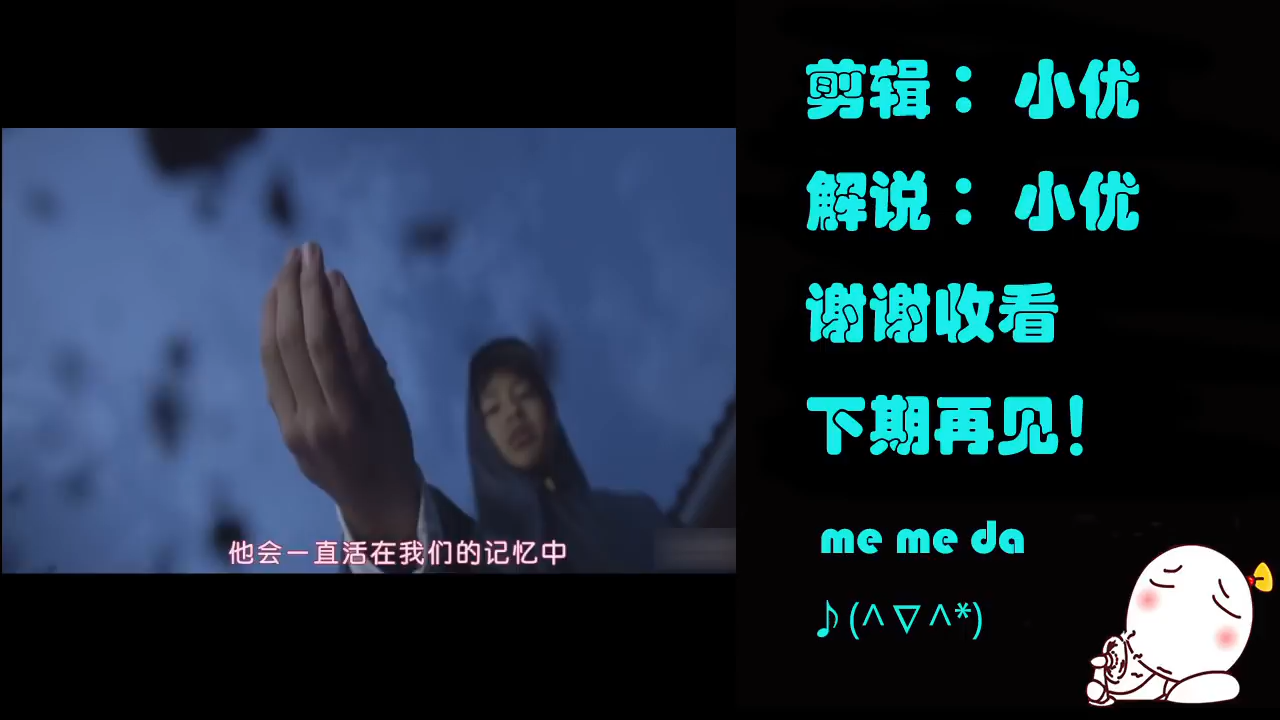 剪辑：小优
解说：小优
谢谢收看
下期再见！
me me da
♪(^∇^*)
他会一直活在我们的记忆中